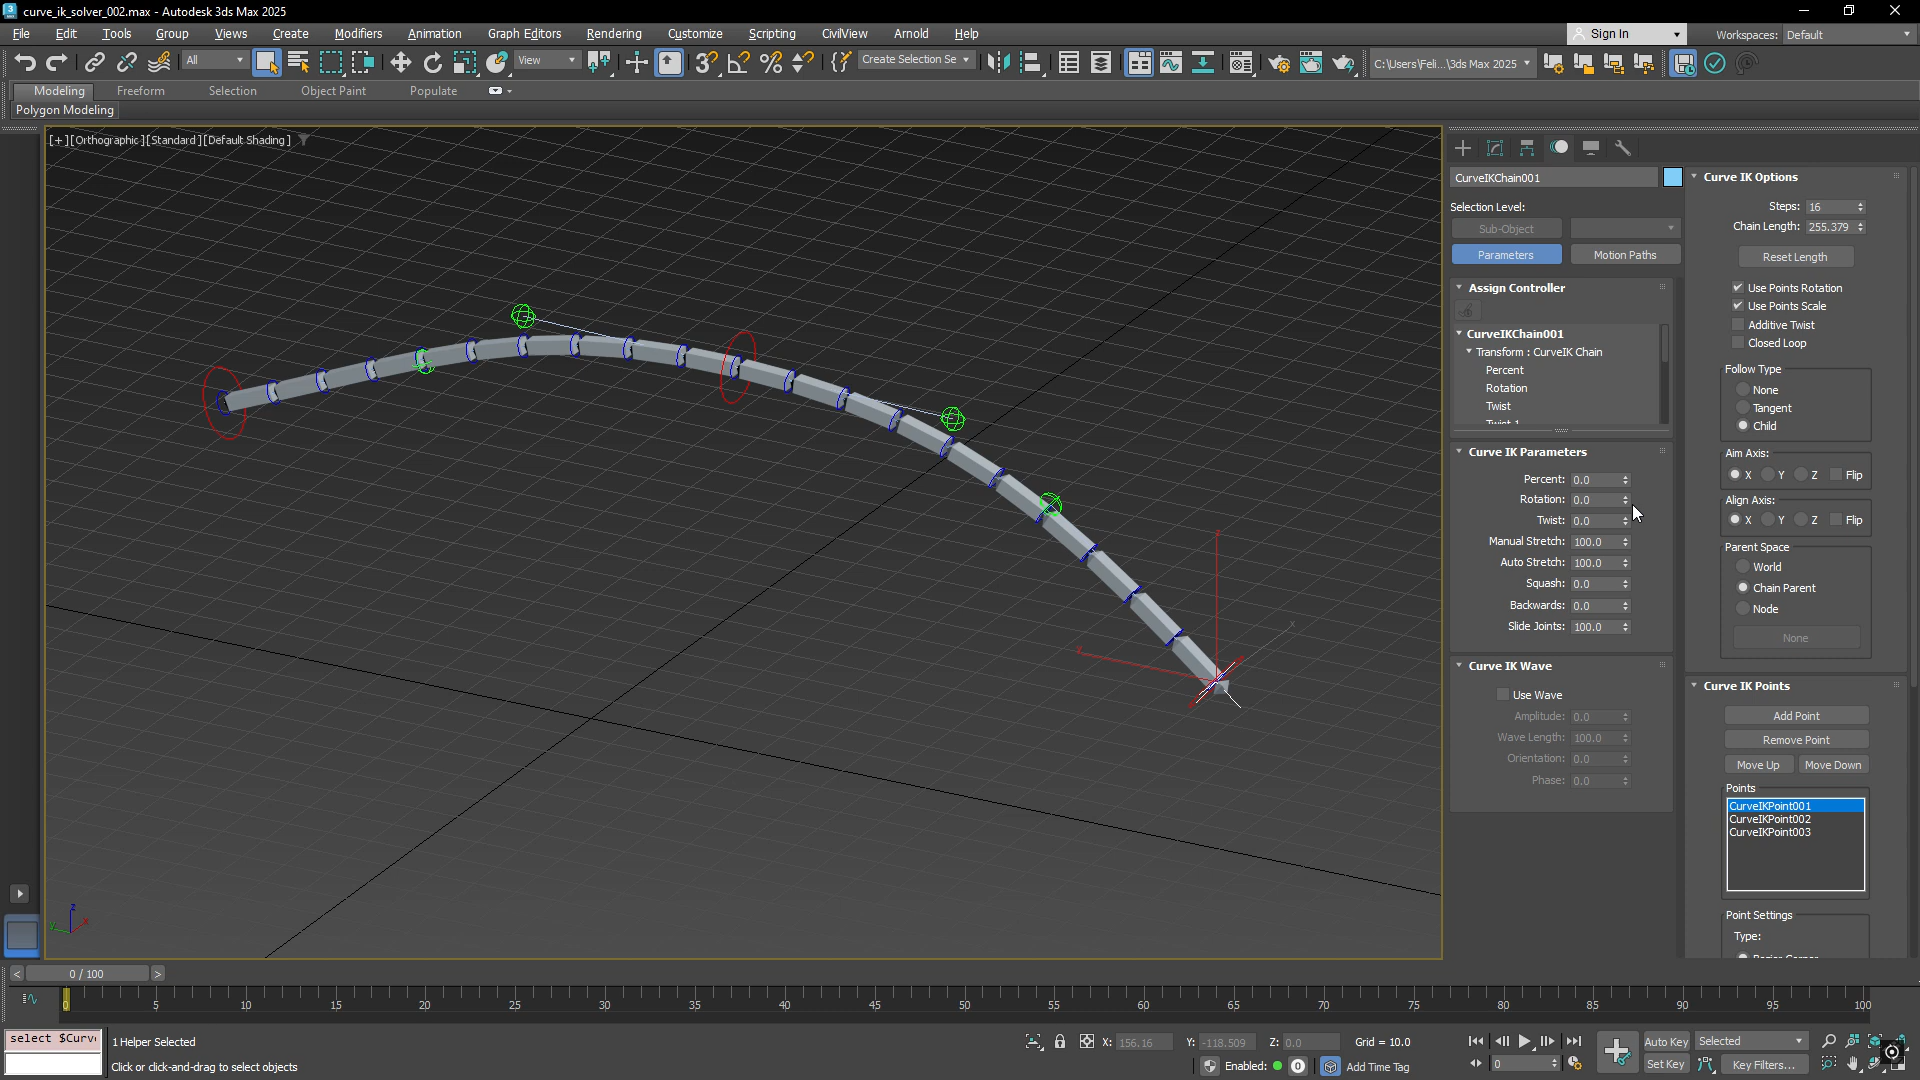 curve_ik_solver_002.max - Autodesk 3ds Max 2025
File Edit Tools Group Views Create Modifiers Animation Graph Editors Rendering Customize Scripting CivilView Arnold Help
Sign In
Workspaces: Default
All
View
Create Selection Se
C:\Users\Feli...\3ds Max 2025
Modeling Freeform Selection Object Paint Populate
Polygon Modeling
[+][Orthographic][Standard][Default Shading]
CurveIKChain001
Selection Level:
Sub-Object
Parameters Motion Paths
Assign Controller
CurveIKChain001
Transform : CurveIK Chain
Percent
Rotation
Twist
Twist 1
Curve IK Parameters
Percent: 0.0
Rotation: 0.0
Twist: 0.0
Manual Stretch: 100.0
Auto Stretch: 100.0
Squash: 0.0
Backwards: 0.0
Slide Joints: 100.0
Curve IK Wave
Use Wave
Amplitude: 0.0
Wave Length: 100.0
Orientation: 0.0
Phase: 0.0
Curve IK Options
Steps: 16
Chain Length: 255.379
Reset Length
Use Points Rotation
Use Points Scale
Additive Twist
Closed Loop
Follow Type
None
Tangent
Child
Aim Axis:
X Y Z Flip
Align Axis:
X Y Z Flip
Parent Space
World
Chain Parent
Node
None
Curve IK Points
Add Point
Remove Point
Move Up Move Down
Points
CurveIKPoint001
CurveIKPoint002
CurveIKPoint003
Point Settings
Type:
Bezier Corner
0 / 100
0 5 10 15 20 25 30 35 40 45 50 55 60 65 70 75 80 85 90 95 100
select $Curv
1 Helper Selected
Click or click-and-drag to select objects
X: 156.16 Y: -118.509 Z: 0.0 Grid = 10.0
Enabled: 0 Add Time Tag
0
Auto Key Selected
Set Key Key Filters...